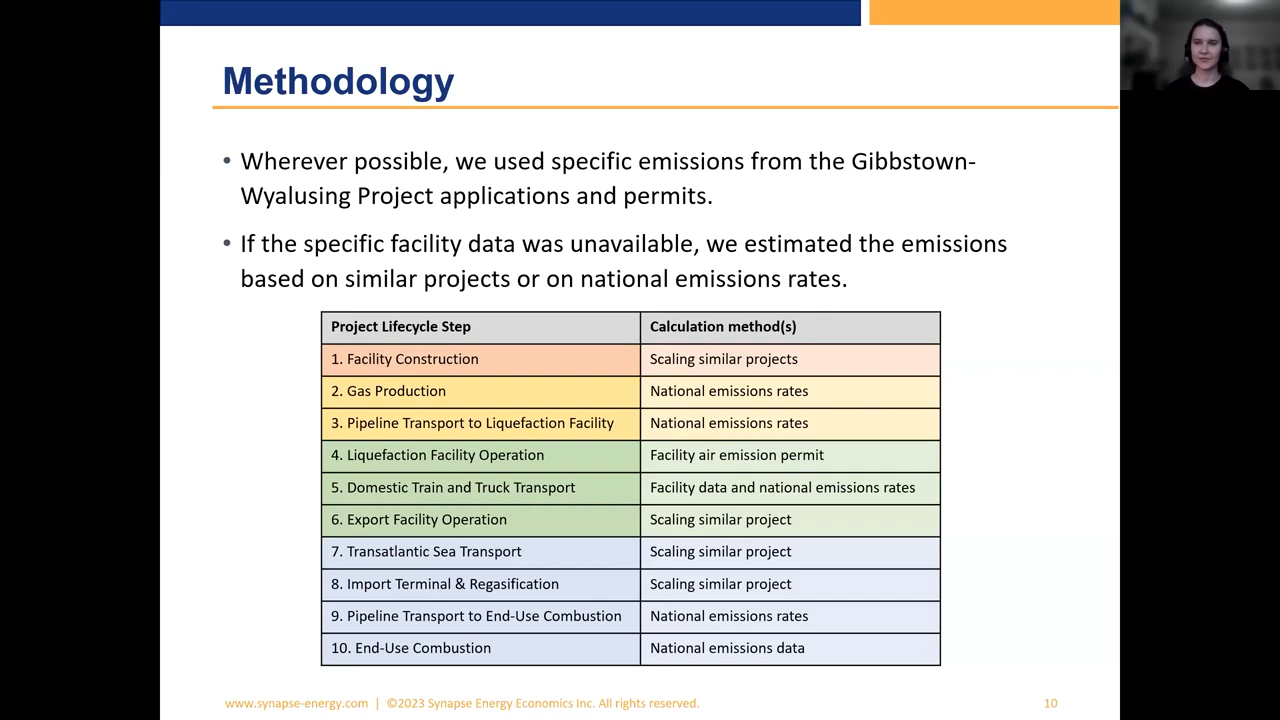 Methodology
• Wherever possible, we used specific emissions from the Gibbstown-
Wyalusing Project applications and permits.
• If the specific facility data was unavailable, we estimated the emissions
based on similar projects or on national emissions rates.
Project Lifecycle Step Calculation method(s)
1. Facility Construction Scaling similar projects
2. Gas Production National emissions rates
3. Pipeline Transport to Liquefaction Facility National emissions rates
4. Liquefaction Facility Operation Facility air emission permit
5. Domestic Train and Truck Transport Facility data and national emissions rates
6. Export Facility Operation Scaling similar project
7. Transatlantic Sea Transport Scaling similar project
8. Import Terminal & Regasification Scaling similar project
9. Pipeline Transport to End-Use Combustion National emissions rates
10. End-Use Combustion National emissions data
www.synapse-energy.com | ©2023 Synapse Energy Economics Inc. All rights reserved. 10